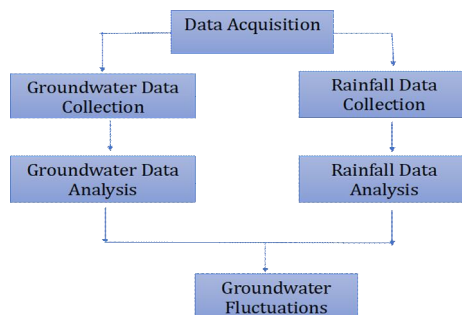 Data Acquisition
Groundwater Data
Collection
Rainfall Data
Collection
Groundwater Data
Analysis
Rainfall Data
Analysis
Groundwater
Fluctuations